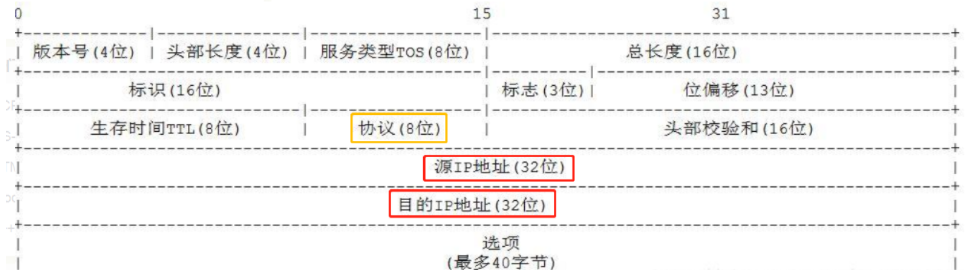 0 15 31
版本号(4位) 头部长度(4位) 服务类型TOS(8位) 总长度(16位)
标识(16位) 标志(3位) 位偏移(13位)
生存时间TTL(8位) 协议(8位) 头部校验和(16位)
源IP地址(32位)
目的IP地址(32位)
选项
(最多40字节)